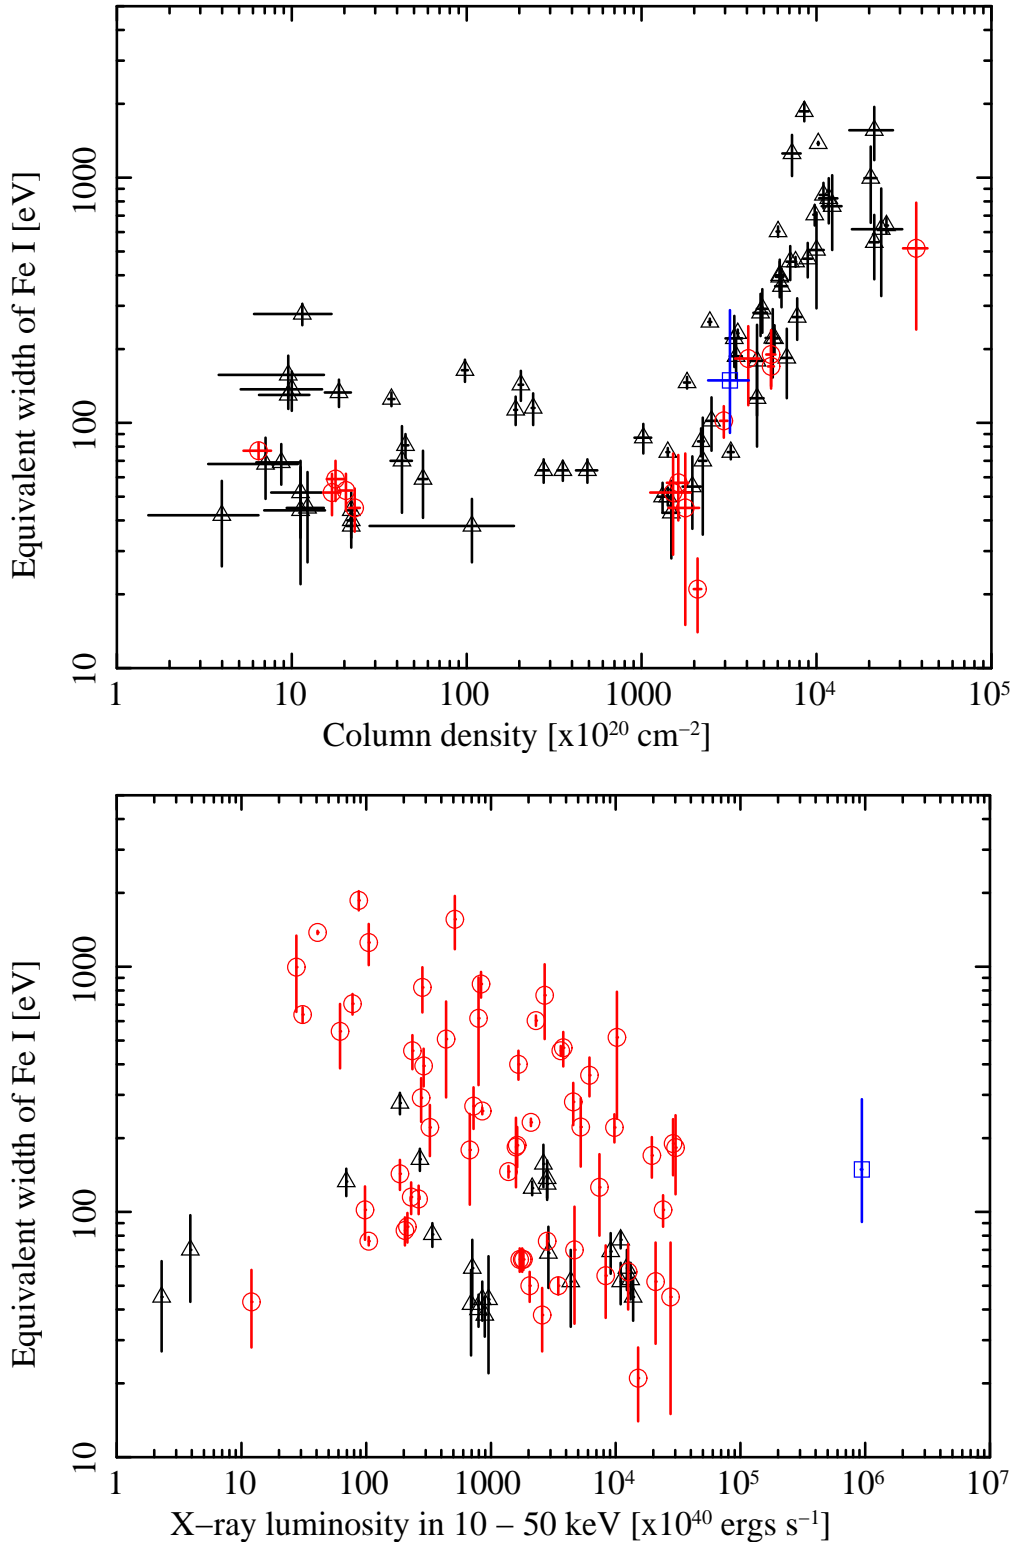 Equivalent width of Fe I [eV]
1000
100
10
1 10 100 1000 10⁴ 10⁵
Column density [x10²⁰ cm⁻²]
Equivalent width of Fe I [eV]
1000
100
10
1 10 100 1000 10⁴ 10⁵ 10⁶ 10⁷
X−ray luminosity in 10 − 50 keV [x10⁴⁰ ergs s⁻¹]